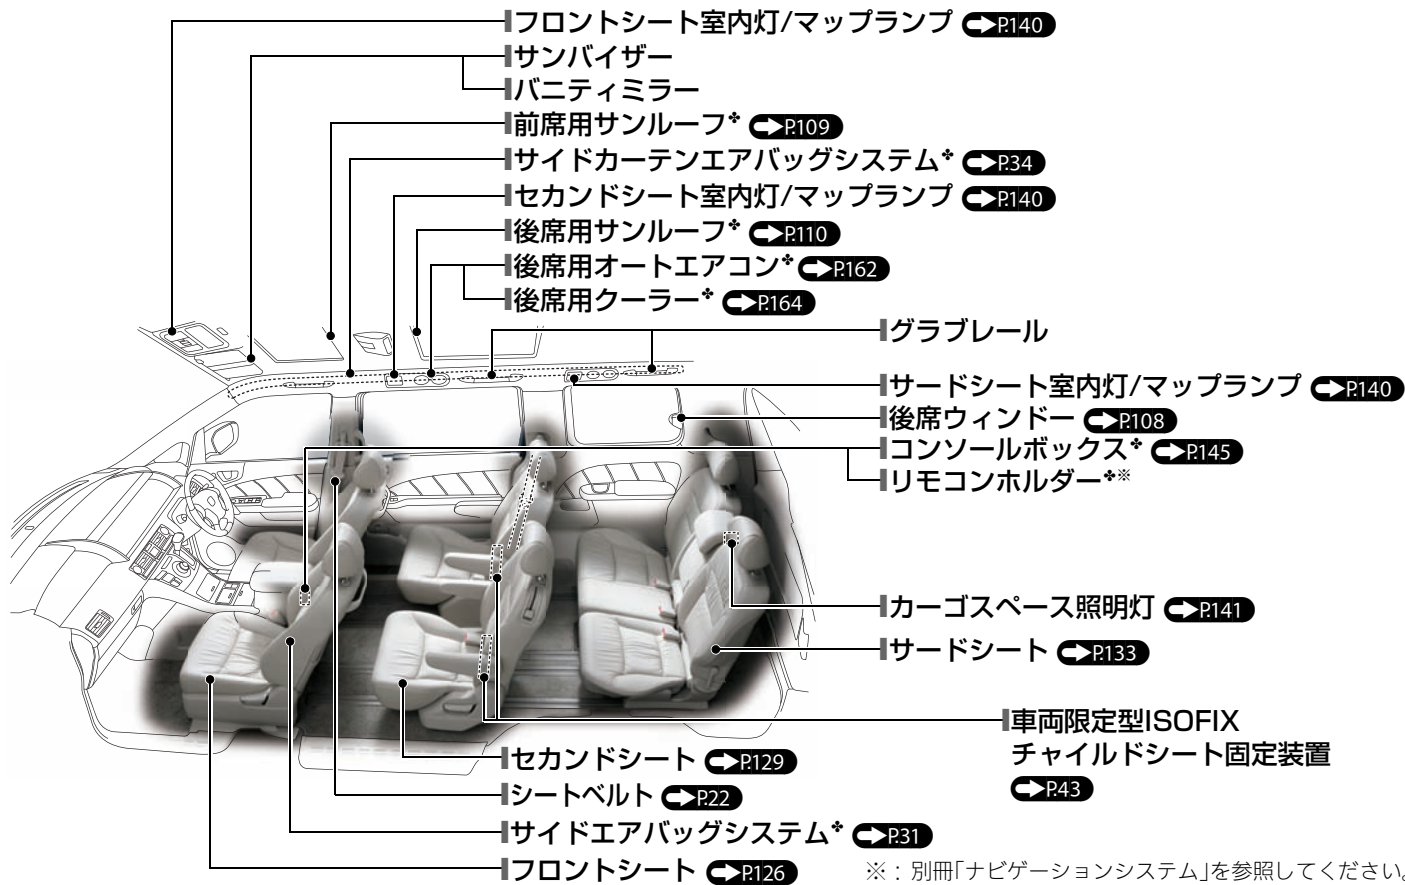 フロントシート室内灯/マップランプ P.140
サンバイザー
バニティミラー
前席用サンルーフ✤ P.109
サイドカーテンエアバッグシステム✤ P.34
セカンドシート室内灯/マップランプ P.140
後席用サンルーフ✤ P.110
後席用オートエアコン✤ P.162
後席用クーラー✤ P.164
グラブレール
サードシート室内灯/マップランプ P.140
後席ウィンドー P.108
コンソールボックス✤ P.145
リモコンホルダー✤※
カーゴスペース照明灯 P.141
サードシート P.133
車両限定型ISOFIX
チャイルドシート固定装置
P.43
セカンドシート P.129
シートベルト P.22
サイドエアバッグシステム✤ P.31
フロントシート P.126
※：別冊｢ナビゲーションシステム｣を参照してください。